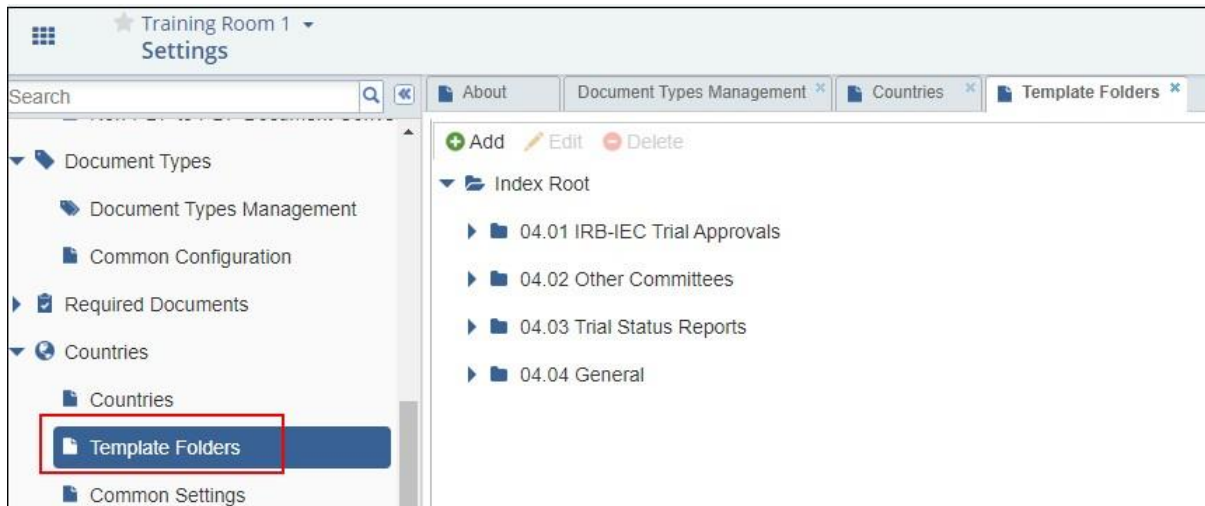 Training Room 1
Settings
Search
About
Document Types Management
Countries
Template Folders
Document Types
Document Types Management
Common Configuration
Required Documents
Countries
Countries
Template Folders
Common Settings
Add
Edit
Delete
Index Root
04.01 IRB-IEC Trial Approvals
04.02 Other Committees
04.03 Trial Status Reports
04.04 General